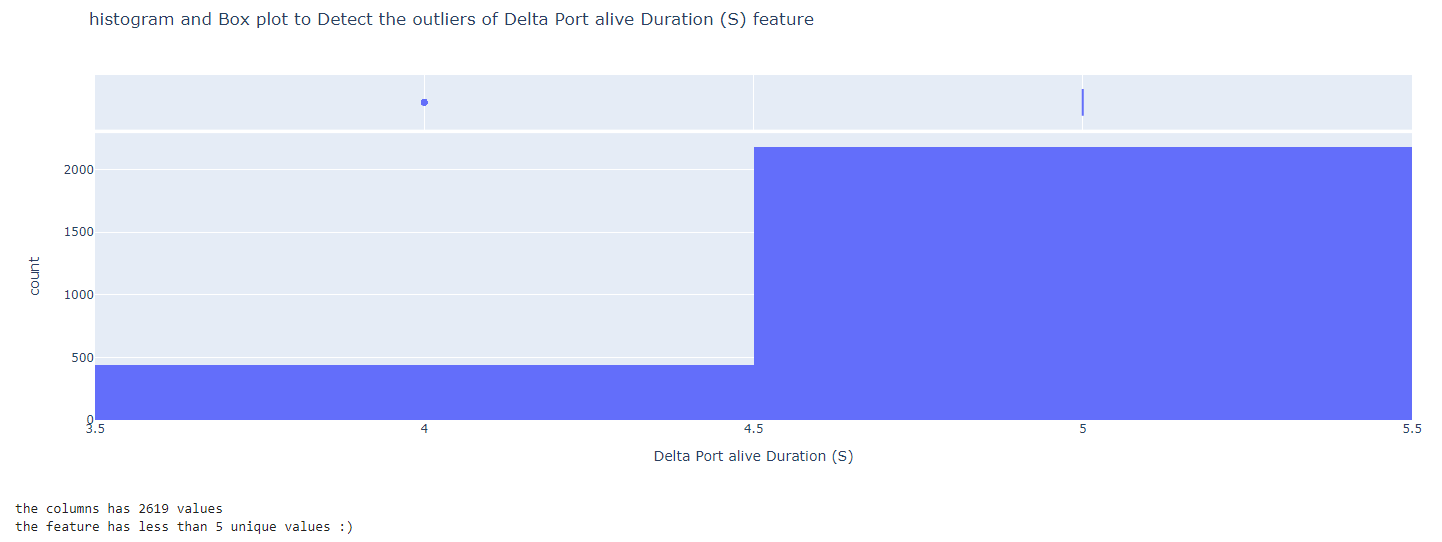 histogram and Box plot to Detect the outliers of Delta Port alive Duration (S) feature
2000
1500
1000
500
0
count
3.5 4 4.5 5 5.5
Delta Port alive Duration (S)
the columns has 2619 values
the feature has less than 5 unique values :)